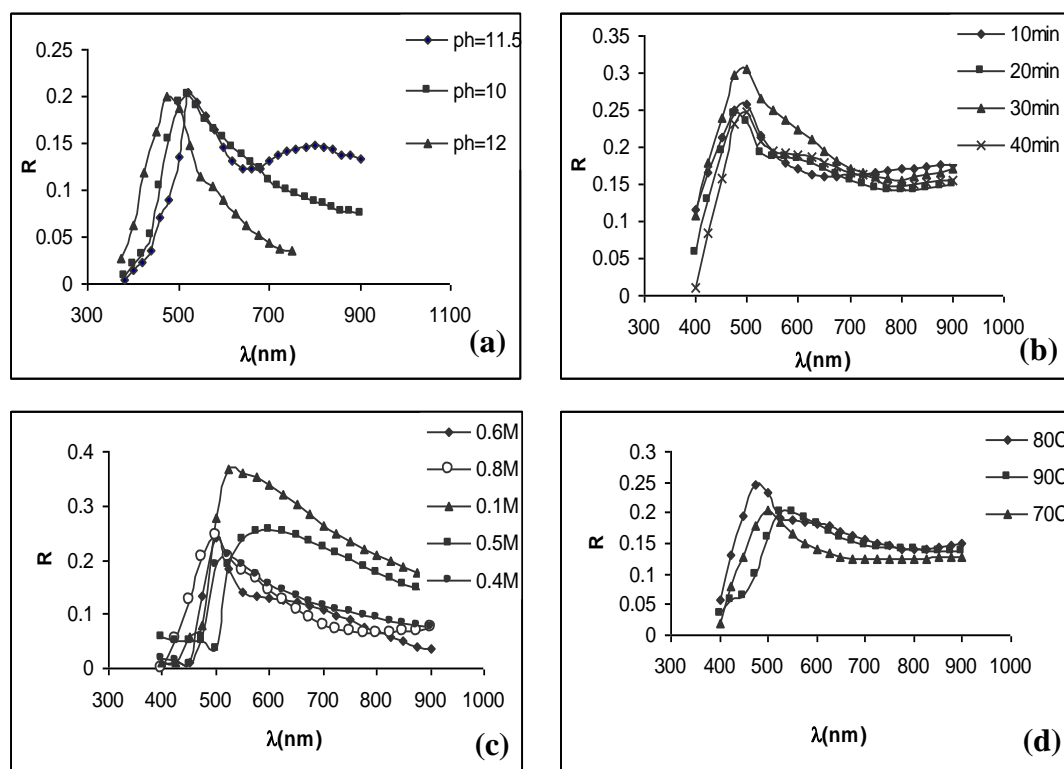 ph=11.5
ph=10
ph=12
R
0.25
0.2
0.15
0.1
0.05
0
300 500 700 900 1100
λ(nm)
(a)
10min
20min
30min
40min
R
0.35
0.3
0.25
0.2
0.15
0.1
0.05
0
300 400 500 600 700 800 900 1000
λ(nm)
(b)
0.6M
0.8M
0.1M
0.5M
0.4M
R
0.4
0.3
0.2
0.1
0
300 400 500 600 700 800 900 1000
λ(nm)
(c)
80C
90C
70C
R
0.3
0.25
0.2
0.15
0.1
0.05
0
300 400 500 600 700 800 900 1000
λ(nm)
(d)